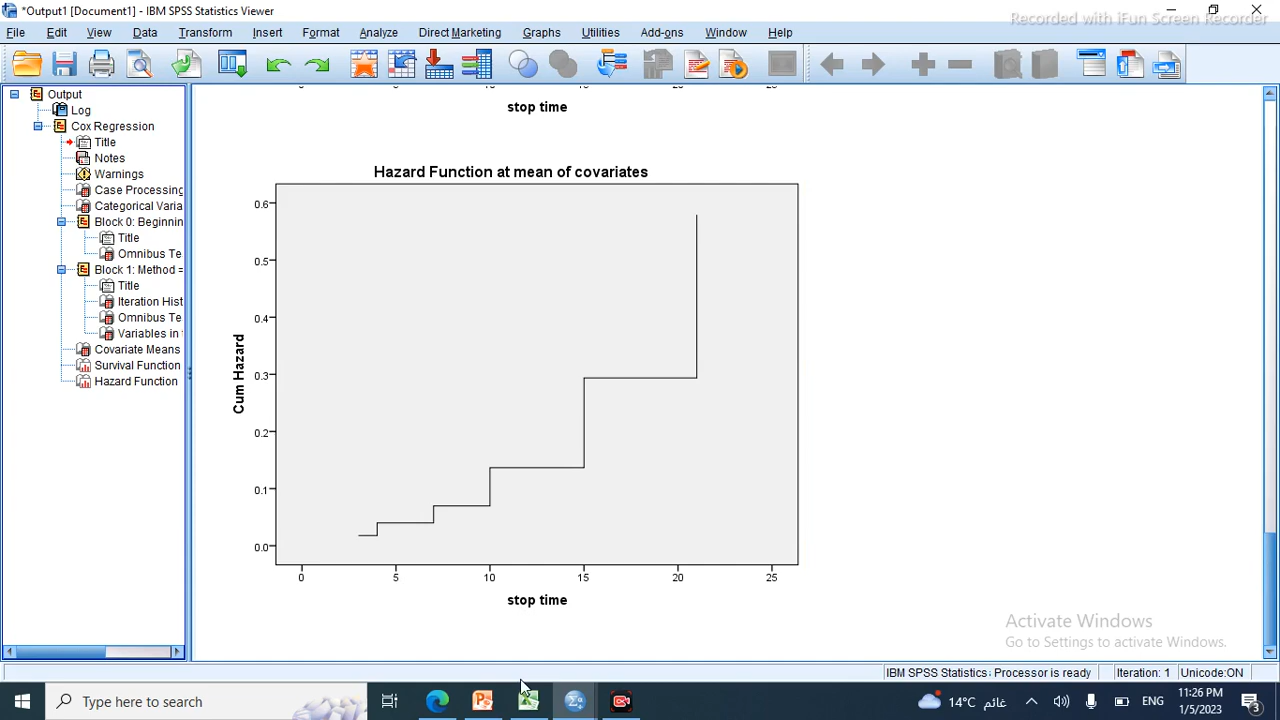 *Output1 [Document1] - IBM SPSS Statistics Viewer
Recorded with iFun Screen Recorder
File Edit View Data Transform Insert Format Analyze Direct Marketing Graphs Utilities Add-ons Window Help
Output
Log
Cox Regression
Title
Notes
Warnings
Case Processing
Categorical Varia
Block 0: Beginnin
Title
Omnibus Te
Block 1: Method =
Title
Iteration Hist
Omnibus Te
Variables in
Covariate Means
Survival Function
Hazard Function
stop time
Hazard Function at mean of covariates
0.6
0.5
0.4
0.3
0.2
0.1
0.0
Cum Hazard
0 5 10 15 20 25
stop time
Activate Windows
Go to Settings to activate Windows.
IBM SPSS Statistics Processor is ready Iteration: 1 Unicode:ON
Type here to search
14°C غائم ENG 11:26 PM
1/5/2023 3